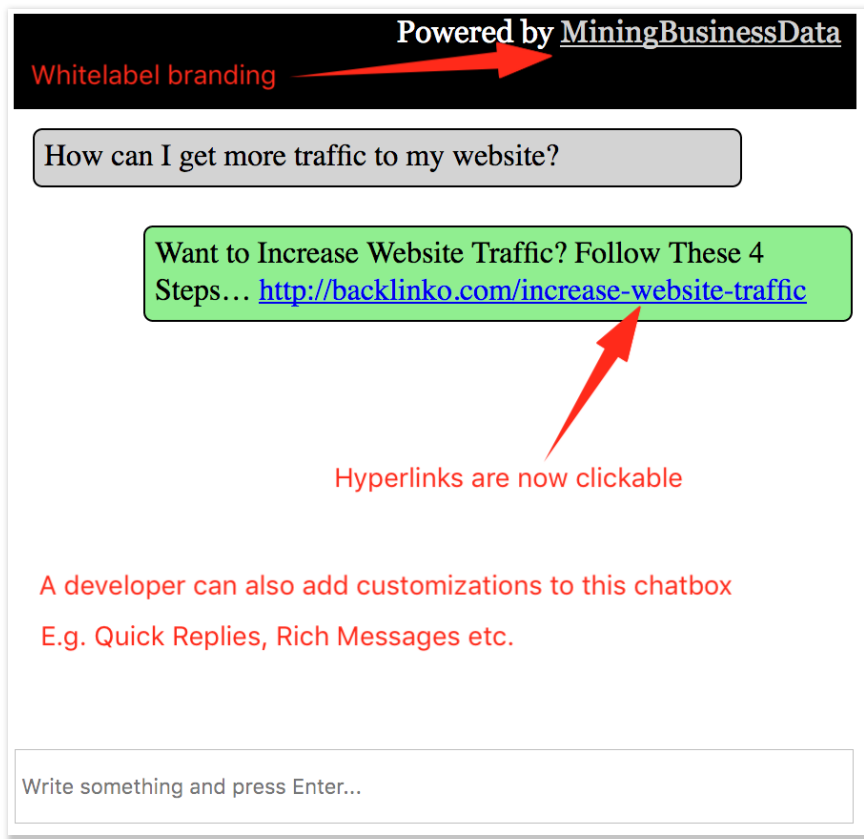 Powered by MiningBusinessData
Whitelabel branding
How can I get more traffic to my website?
Want to Increase Website Traffic? Follow These 4
Steps… http://backlinko.com/increase-website-traffic
Hyperlinks are now clickable
A developer can also add customizations to this chatbox
E.g. Quick Replies, Rich Messages etc.
Write something and press Enter...